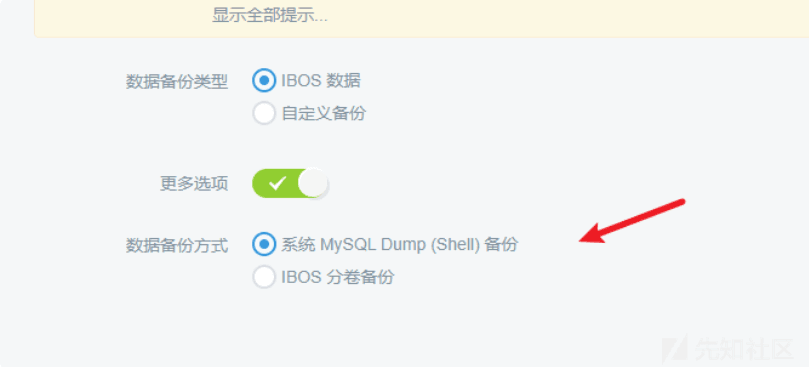 显示全部提示...
数据备份类型 IBOS 数据
自定义备份
更多选项
数据备份方式 系统 MySQL Dump (Shell) 备份
IBOS 分卷备份
先知社区